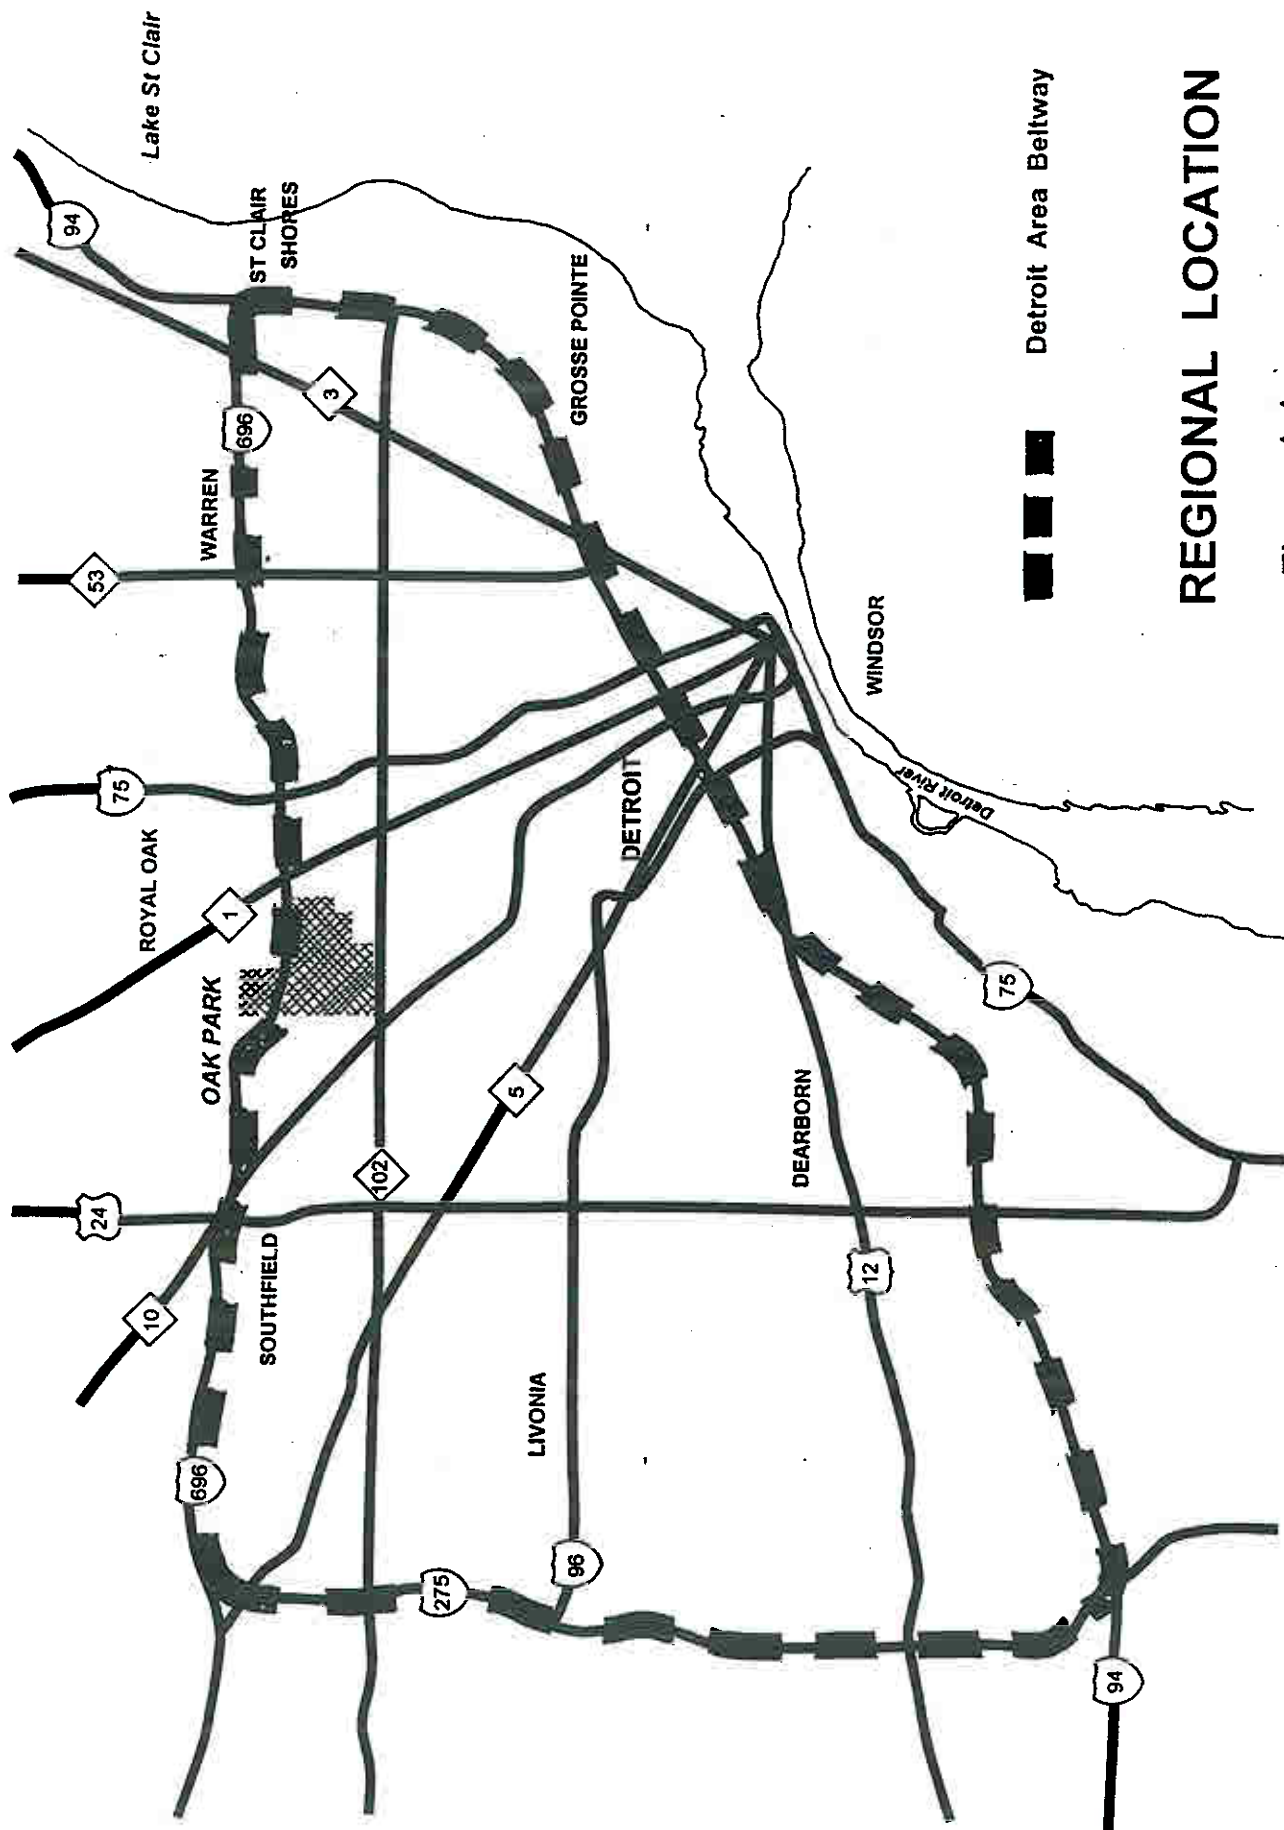 Lake St Clair
94
ST CLAIR
SHORES
3
696
GROSSE POINTE
WARREN
53
75
ROYAL OAK
1
OAK PARK
DETROIT
WINDSOR
Detroit River
75
24
10
SOUTHFIELD
102
5
DEARBORN
12
LIVONIA
696
275
96
94
Detroit Area Beltway
REGIONAL LOCATION